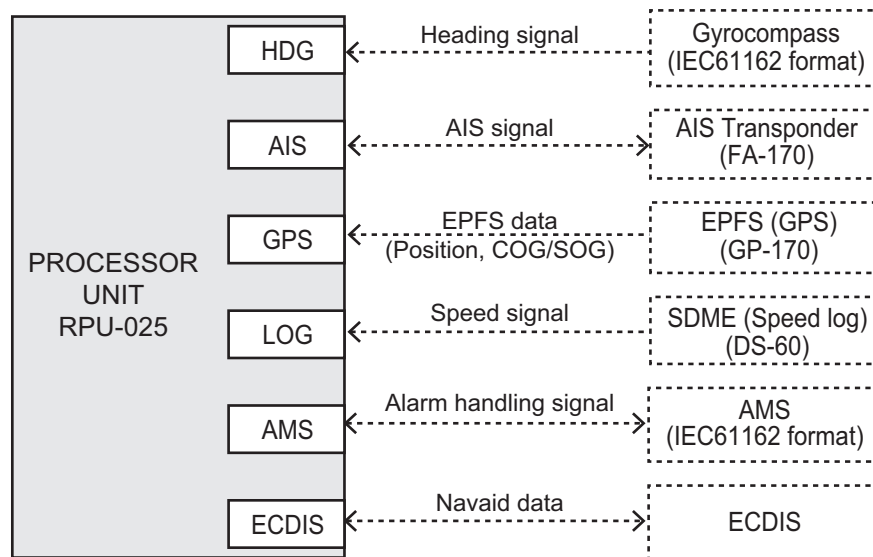 HDG
Heading signal
Gyrocompass
(IEC61162 format)
AIS
AIS signal
AIS Transponder
(FA-170)
GPS
EPFS data
(Position, COG/SOG)
EPFS (GPS)
(GP-170)
PROCESSOR
UNIT
RPU-025
LOG
Speed signal
SDME (Speed log)
(DS-60)
AMS
Alarm handling signal
AMS
(IEC61162 format)
ECDIS
Navaid data
ECDIS